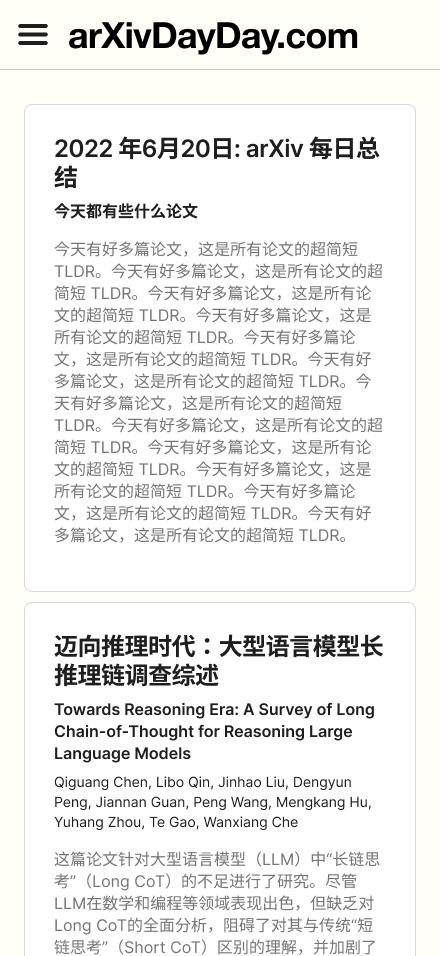 arXivDayDay.com
2022 年6月20日: arXiv 每日总
结
今天都有些什么论文
今天有好多篇论文，这是所有论文的超简短
TLDR。今天有好多篇论文，这是所有论文的超
简短 TLDR。今天有好多篇论文，这是所有论
文的超简短 TLDR。今天有好多篇论文，这是
所有论文的超简短 TLDR。今天有好多篇论
文，这是所有论文的超简短 TLDR。今天有好
多篇论文，这是所有论文的超简短 TLDR。今
天有好多篇论文，这是所有论文的超简短
TLDR。今天有好多篇论文，这是所有论文的超
简短 TLDR。今天有好多篇论文，这是所有论
文的超简短 TLDR。今天有好多篇论文，这是
所有论文的超简短 TLDR。今天有好多篇论
文，这是所有论文的超简短 TLDR。今天有好
多篇论文，这是所有论文的超简短 TLDR。
迈向推理时代：大型语言模型长
推理链调查综述
Towards Reasoning Era: A Survey of Long
Chain-of-Thought for Reasoning Large
Language Models
Qiguang Chen, Libo Qin, Jinhao Liu, Dengyun
Peng, Jiannan Guan, Peng Wang, Mengkang Hu,
Yuhang Zhou, Te Gao, Wanxiang Che
这篇论文针对大型语言模型（LLM）中“长链思
考”（Long CoT）的不足进行了研究。尽管
LLM在数学和编程等领域表现出色，但缺乏对
Long CoT的全面分析，阻碍了对其与传统“短
链思考”（Short CoT）区别的理解，并加剧了